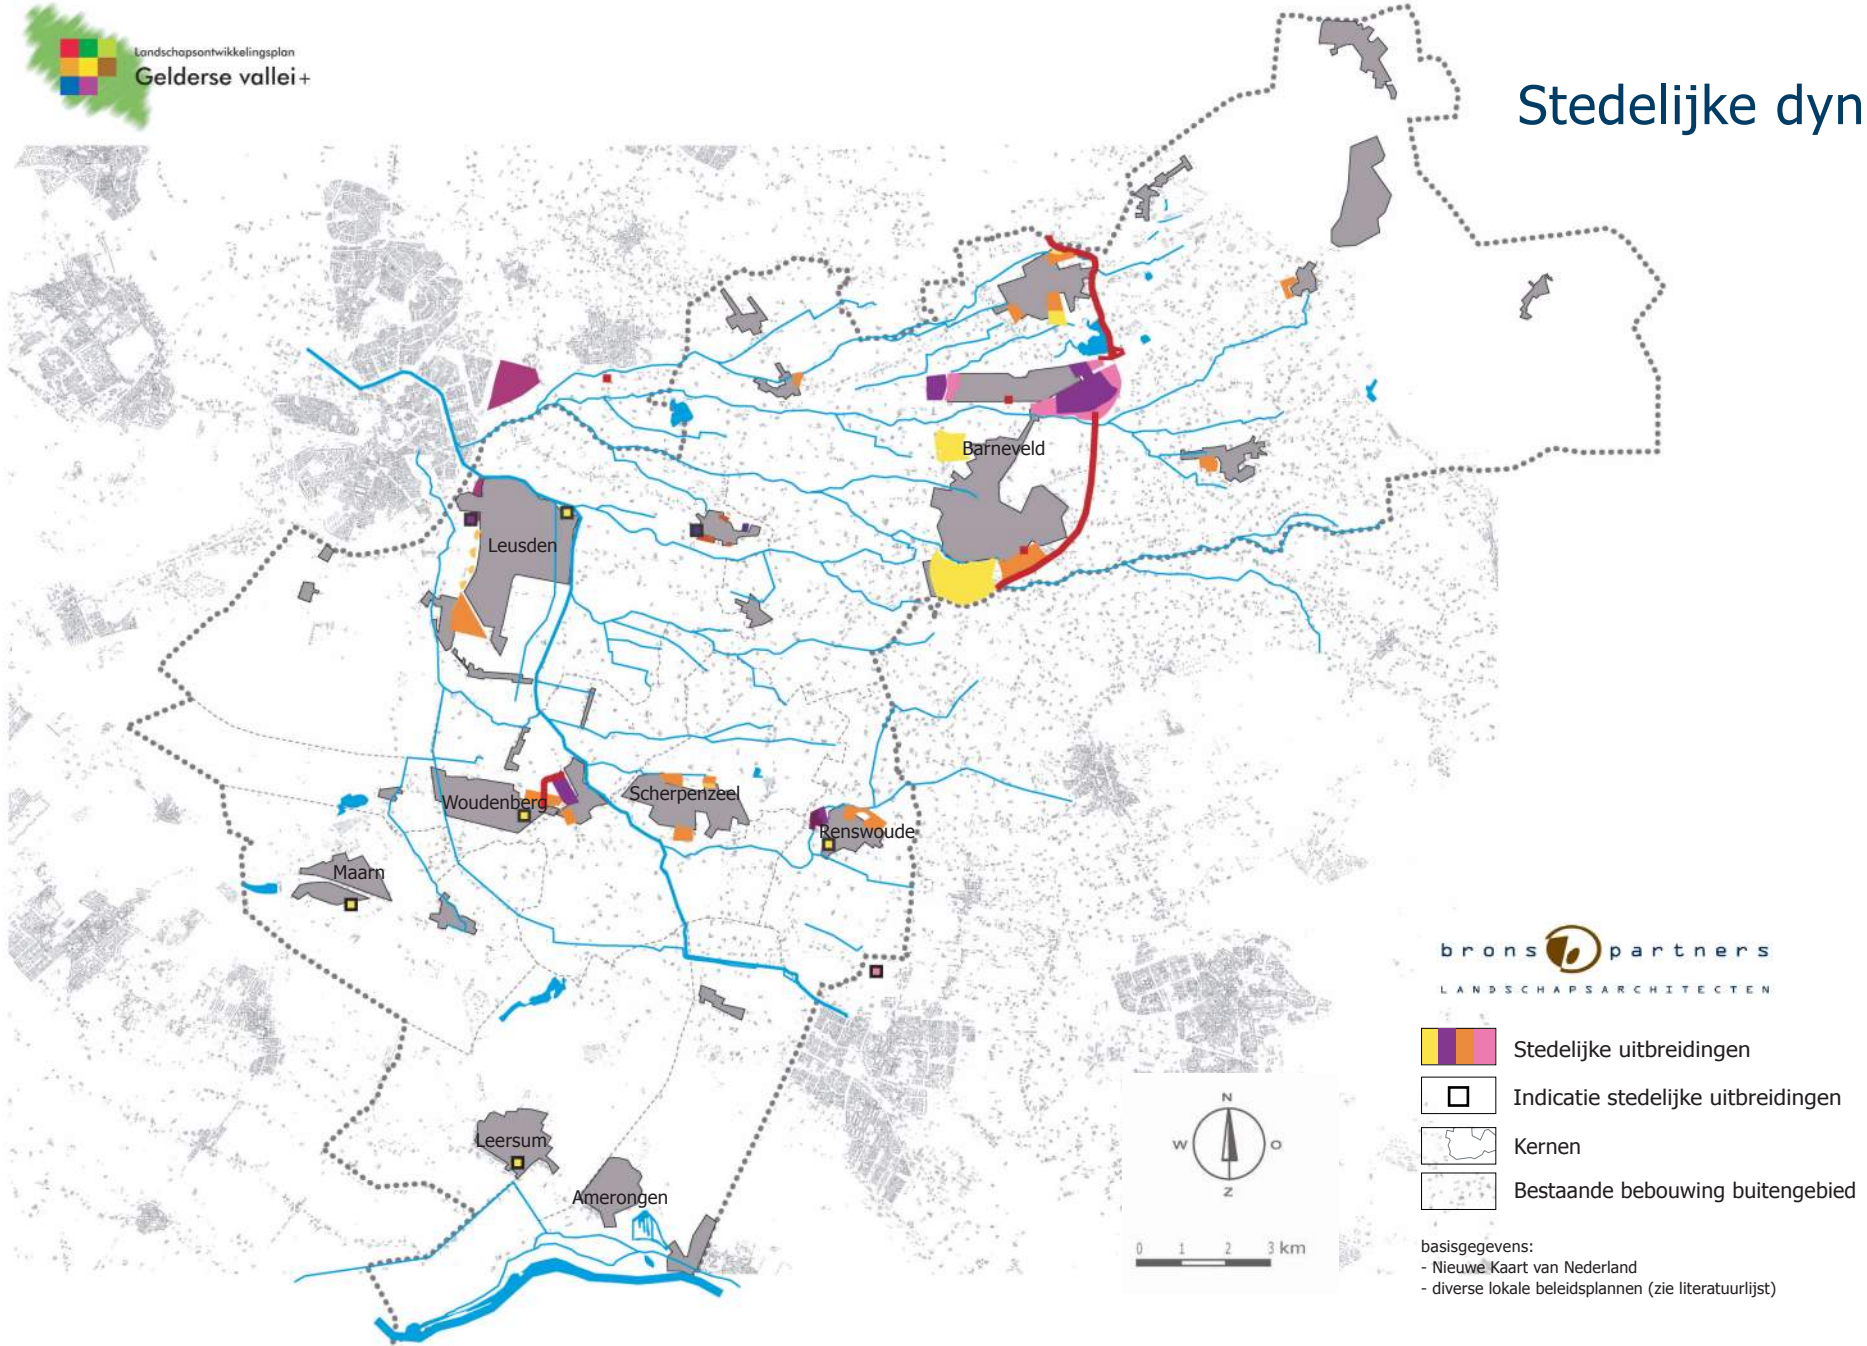 Landschapsontwikkelingsplan
Gelderse vallei+
Stedelijke dyn
Barneveld
Leusden
Woudenberg
Scherpenzeel
Renswoude
Maarn
Leersum
Amerongen
brons partners
LANDSCHAPSARCHITECTEN
Stedelijke uitbreidingen
Indicatie stedelijke uitbreidingen
Kernen
Bestaande bebouwing buitengebied
N
W O
Z
0 1 2 3 km
basisgegevens:
- Nieuwe Kaart van Nederland
- diverse lokale beleidsplannen (zie literatuurlijst)